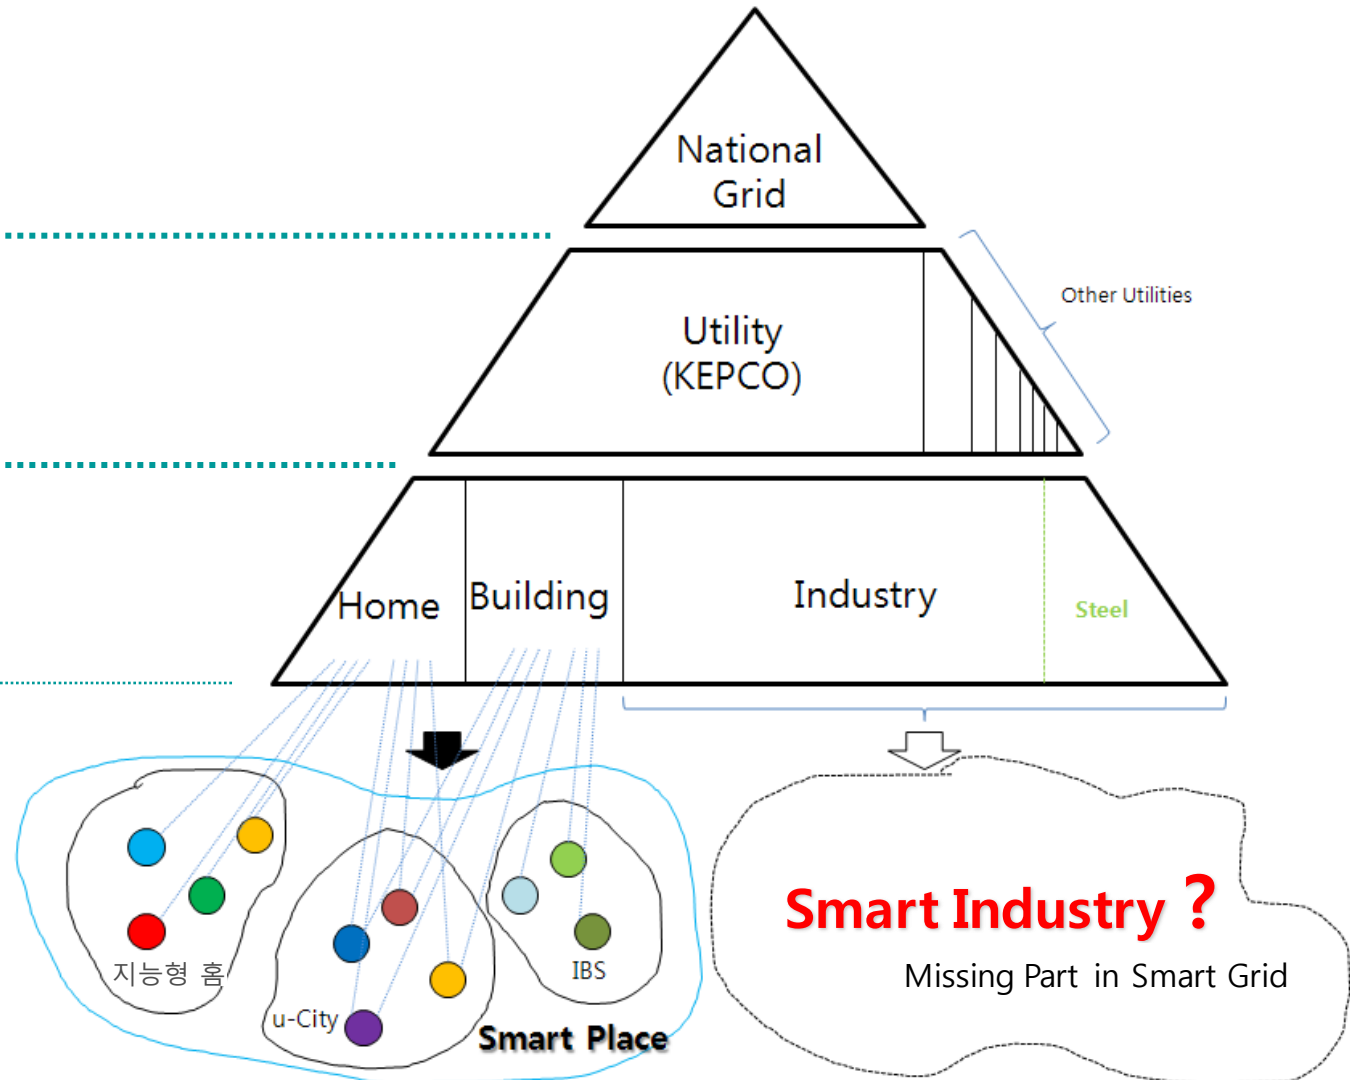 National
Grid
Other Utilities
Utility
(KEPCO)
Home
Building
Industry
Steel
Smart Industry ?
Missing Part in Smart Grid
지능형 홈
IBS
u-City
Smart Place